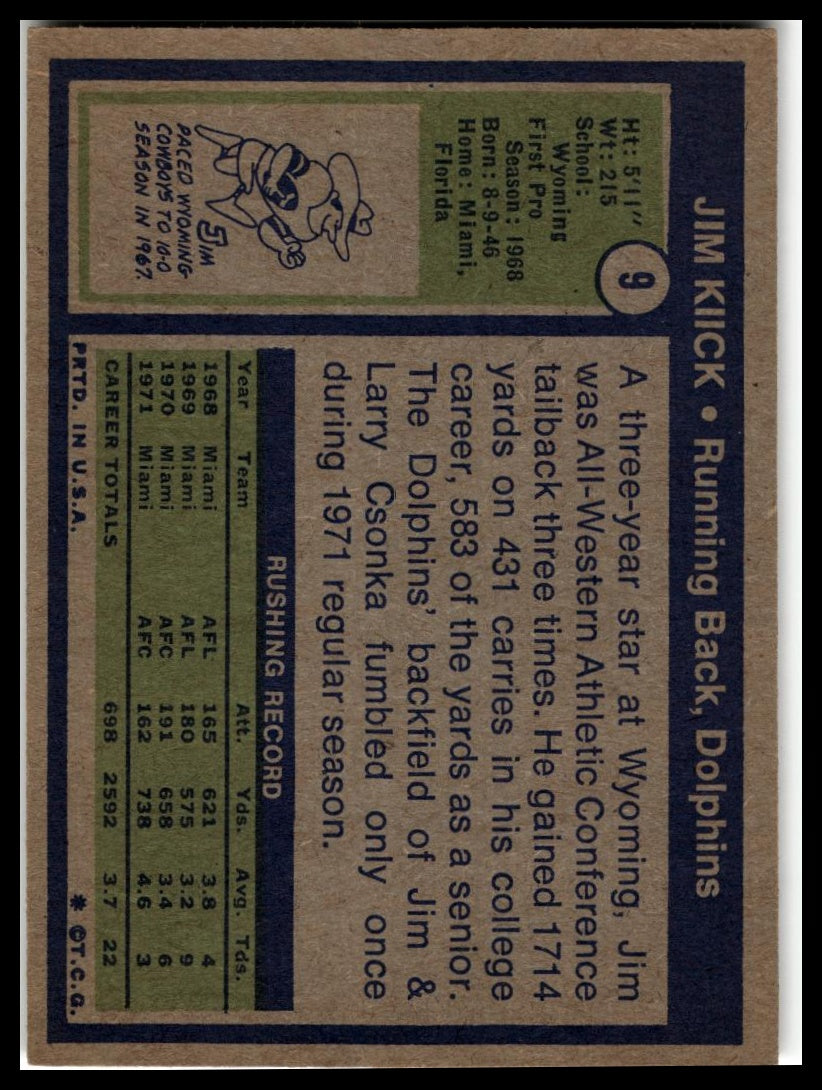 JIM KIICK • Running Back, Dolphins
9
Ht: 5'11"
Wt: 215
School:
Wyoming
First Pro
Season: 1968
Born: 8-9-46
Home: Miami,
Florida
JIM
PACED WYOMING
COWBOYS TO 10-0
SEASON IN 1967.
A three-year star at Wyoming, Jim
was All-Western Athletic Conference
tailback three times. He gained 1714
yards on 431 carries in his college
career, 583 of the yards as a senior.
The Dolphins' backfield of Jim &
Larry Csonka fumbled only once
during 1971 regular season.
RUSHING RECORD
Year Team Att. Yds. Avg. Tds.
1968 Miami AFL 165 621 3.8 4
1969 Miami AFL 180 575 3.2 9
1970 Miami AFC 191 658 3.4 6
1971 Miami AFC 162 738 4.6 3
CAREER TOTALS 698 2592 3.7 22
PRTD. IN U.S.A. * ©T.C.G.